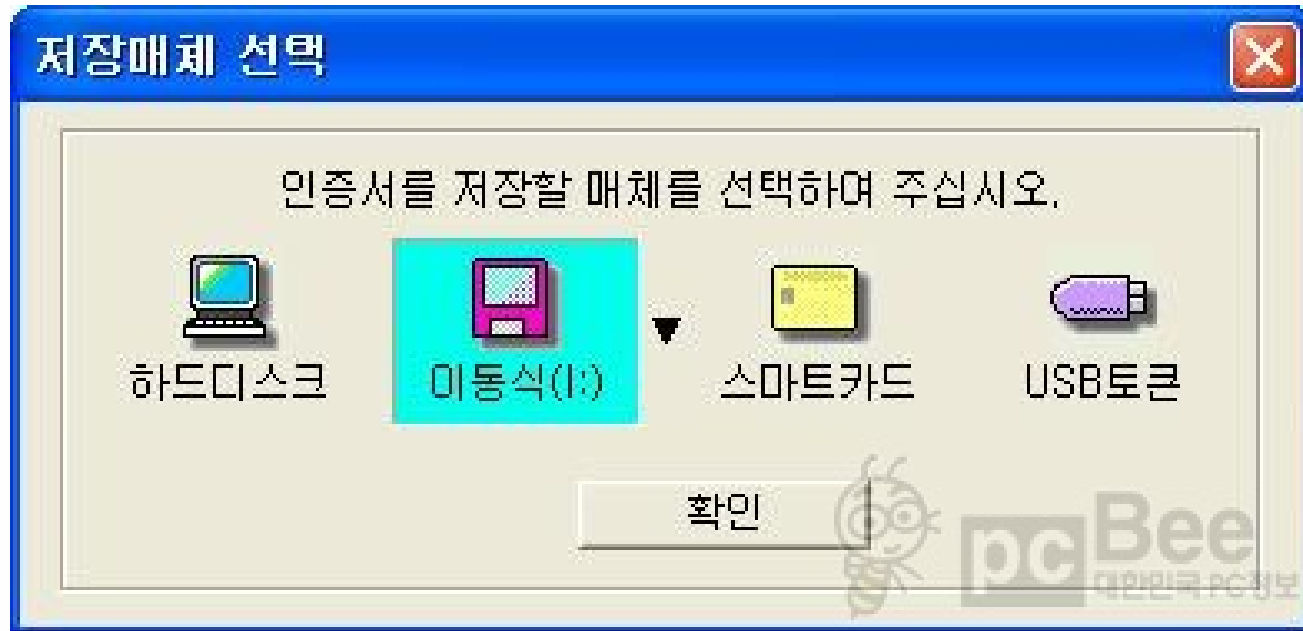 저장매체 선택
인증서를 저장할 매체를 선택하여 주십시오.
하드디스크
이동식(I:)
스마트카드
USB토큰
확인
pcBee
대한민국 PC정보